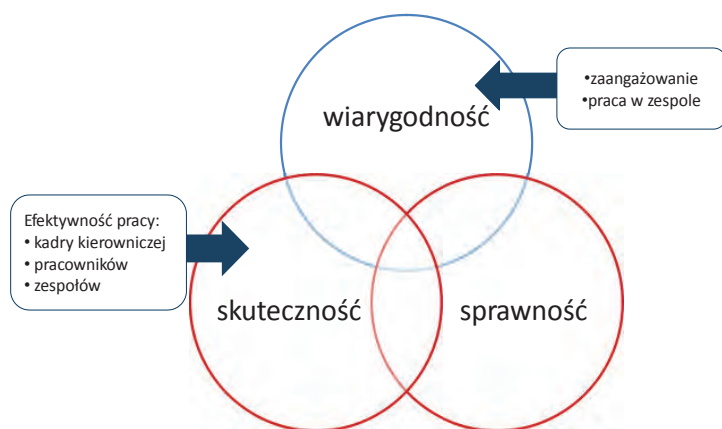 •zaangażowanie
•praca w zespole
wiarygodność
Efektywność pracy:
• kadry kierowniczej
• pracowników
• zespołów
skuteczność
sprawność